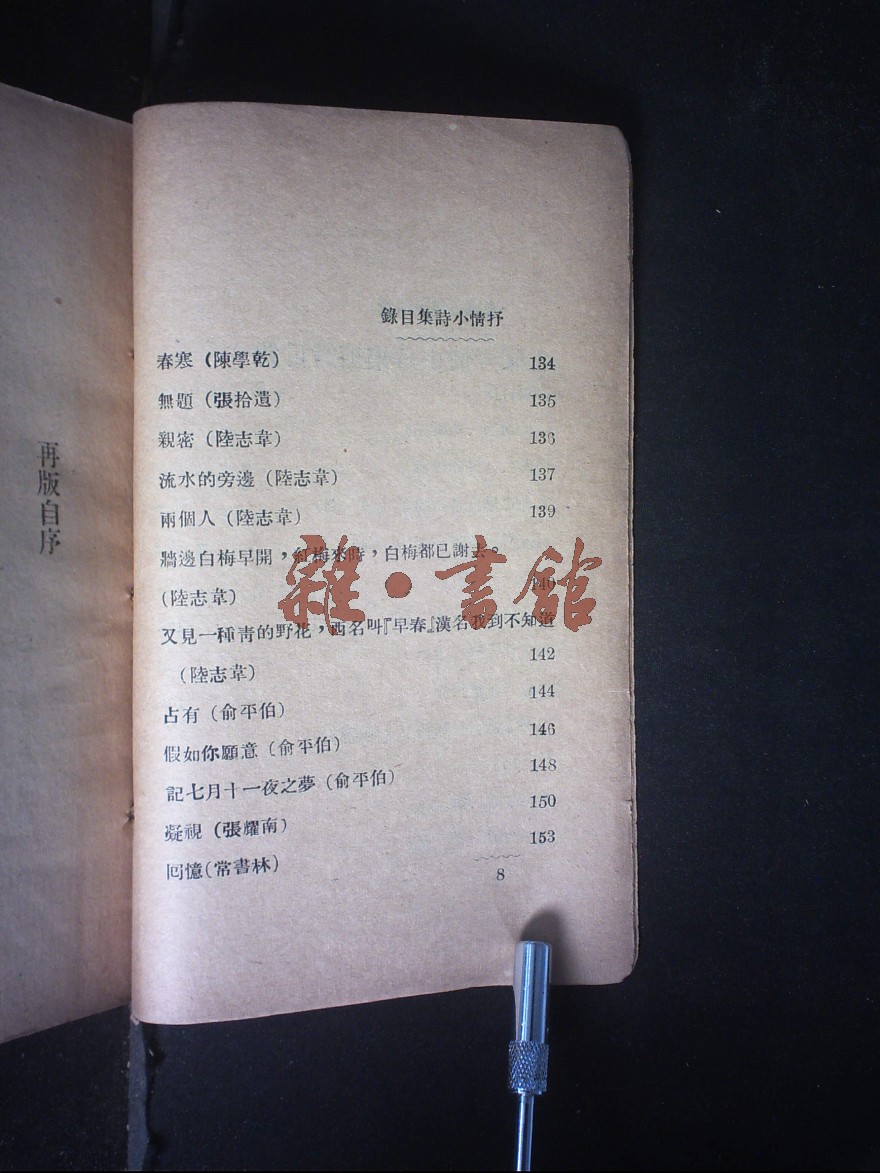 再版自序
抒情小詩集目錄
春寒（陳學乾） 134
無題（張拾遺） 135
親密（陸志韋） 136
流水的旁邊（陸志韋） 137
兩個人（陸志韋） 139
牆邊白梅早開，紅梅來時，白梅都已謝去。
（陸志韋） 140
又見一種青的野花，西名叫『早春』漢名我到不知道
（陸志韋） 142
占有（俞平伯） 144
假如你願意（俞平伯） 146
記七月十一夜之夢（俞平伯） 148
凝視（張耀南） 150
回憶（常書林） 153
8
雜·書館